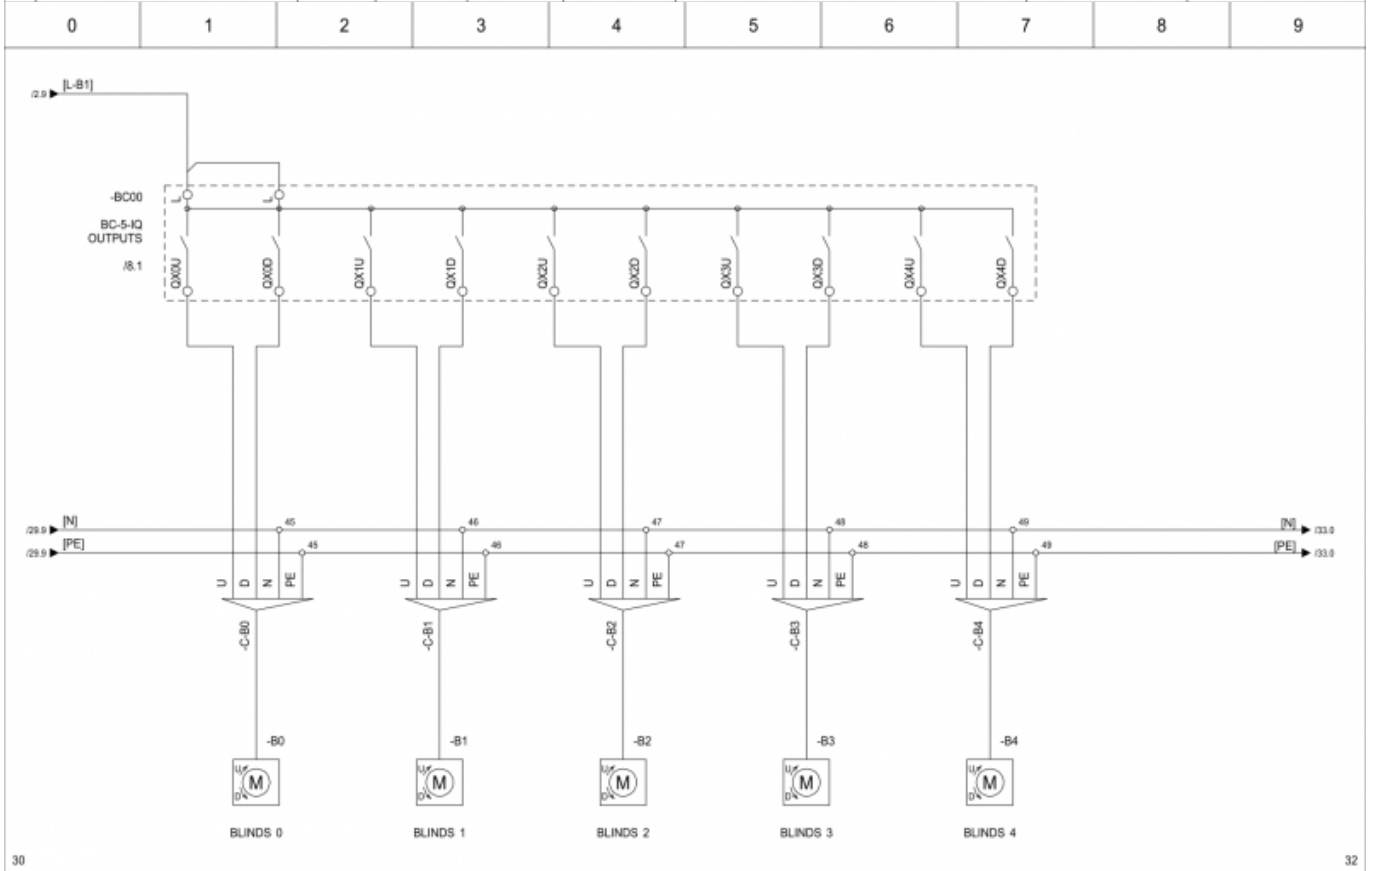 0 1 2 3 4 5 6 7 8 9
/2.9 [L-B1]
-BC00
L L
BC-5-IQ
OUTPUTS
/8.1
QX0U QX0D QX1U QX1D QX2U QX2D QX3U QX3D QX4U QX4D
/29.9 [N] 45 46 47 48 49 [N] /33.0
/29.9 [PE] 45 46 47 48 49 [PE] /33.0
U D N PE U D N PE U D N PE U D N PE U D N PE
-C-B0 -C-B1 -C-B2 -C-B3 -C-B4
-B0 -B1 -B2 -B3 -B4
U U U U U
M M M M M
D D D D D
BLINDS 0 BLINDS 1 BLINDS 2 BLINDS 3 BLINDS 4
30 32